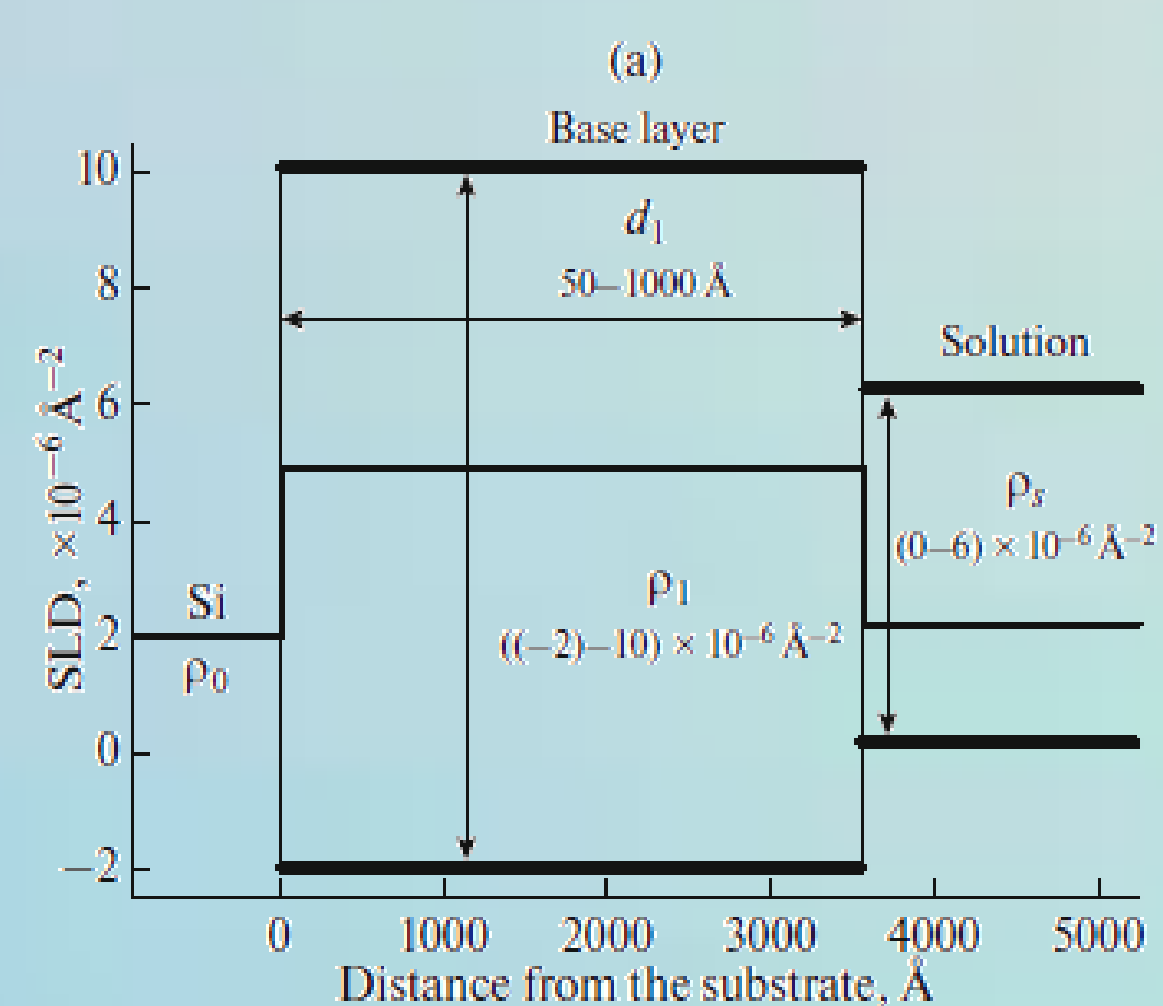 (a)
Base layer
10
d1
50–1000 Å
8
Solution
6
SLD, ×10−6 Å−2
ρs
4
(0–6) × 10−6 Å−2
Si
ρ1
2
((−2)–10) × 10−6 Å−2
ρ0
0
−2
0 1000 2000 3000 4000 5000
Distance from the substrate, Å